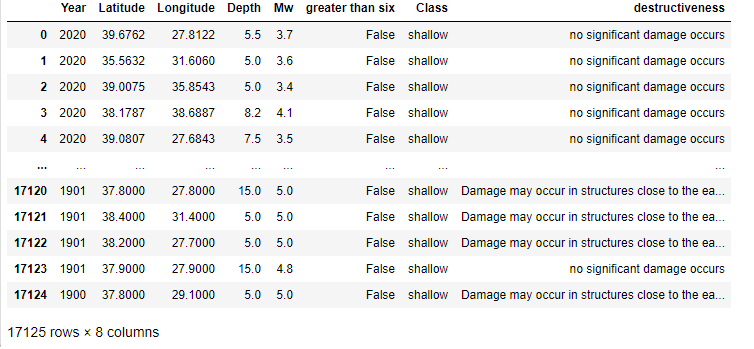 Year Latitude Longitude Depth Mw greater than six Class destructiveness
0 2020 39.6762 27.8122 5.5 3.7 False shallow no significant damage occurs
1 2020 35.5632 31.6060 5.0 3.6 False shallow no significant damage occurs
2 2020 39.0075 35.8543 5.0 3.4 False shallow no significant damage occurs
3 2020 38.1787 38.6887 8.2 4.1 False shallow no significant damage occurs
4 2020 39.0807 27.6843 7.5 3.5 False shallow no significant damage occurs
... ... ... ... ... ... ... ... ...
17120 1901 37.8000 27.8000 15.0 5.0 False shallow Damage may occur in structures close to the ea...
17121 1901 38.4000 31.4000 5.0 5.0 False shallow Damage may occur in structures close to the ea...
17122 1901 38.2000 27.7000 5.0 5.0 False shallow Damage may occur in structures close to the ea...
17123 1901 37.9000 27.9000 15.0 4.8 False shallow no significant damage occurs
17124 1900 37.8000 29.1000 5.0 5.0 False shallow Damage may occur in structures close to the ea...
17125 rows × 8 columns